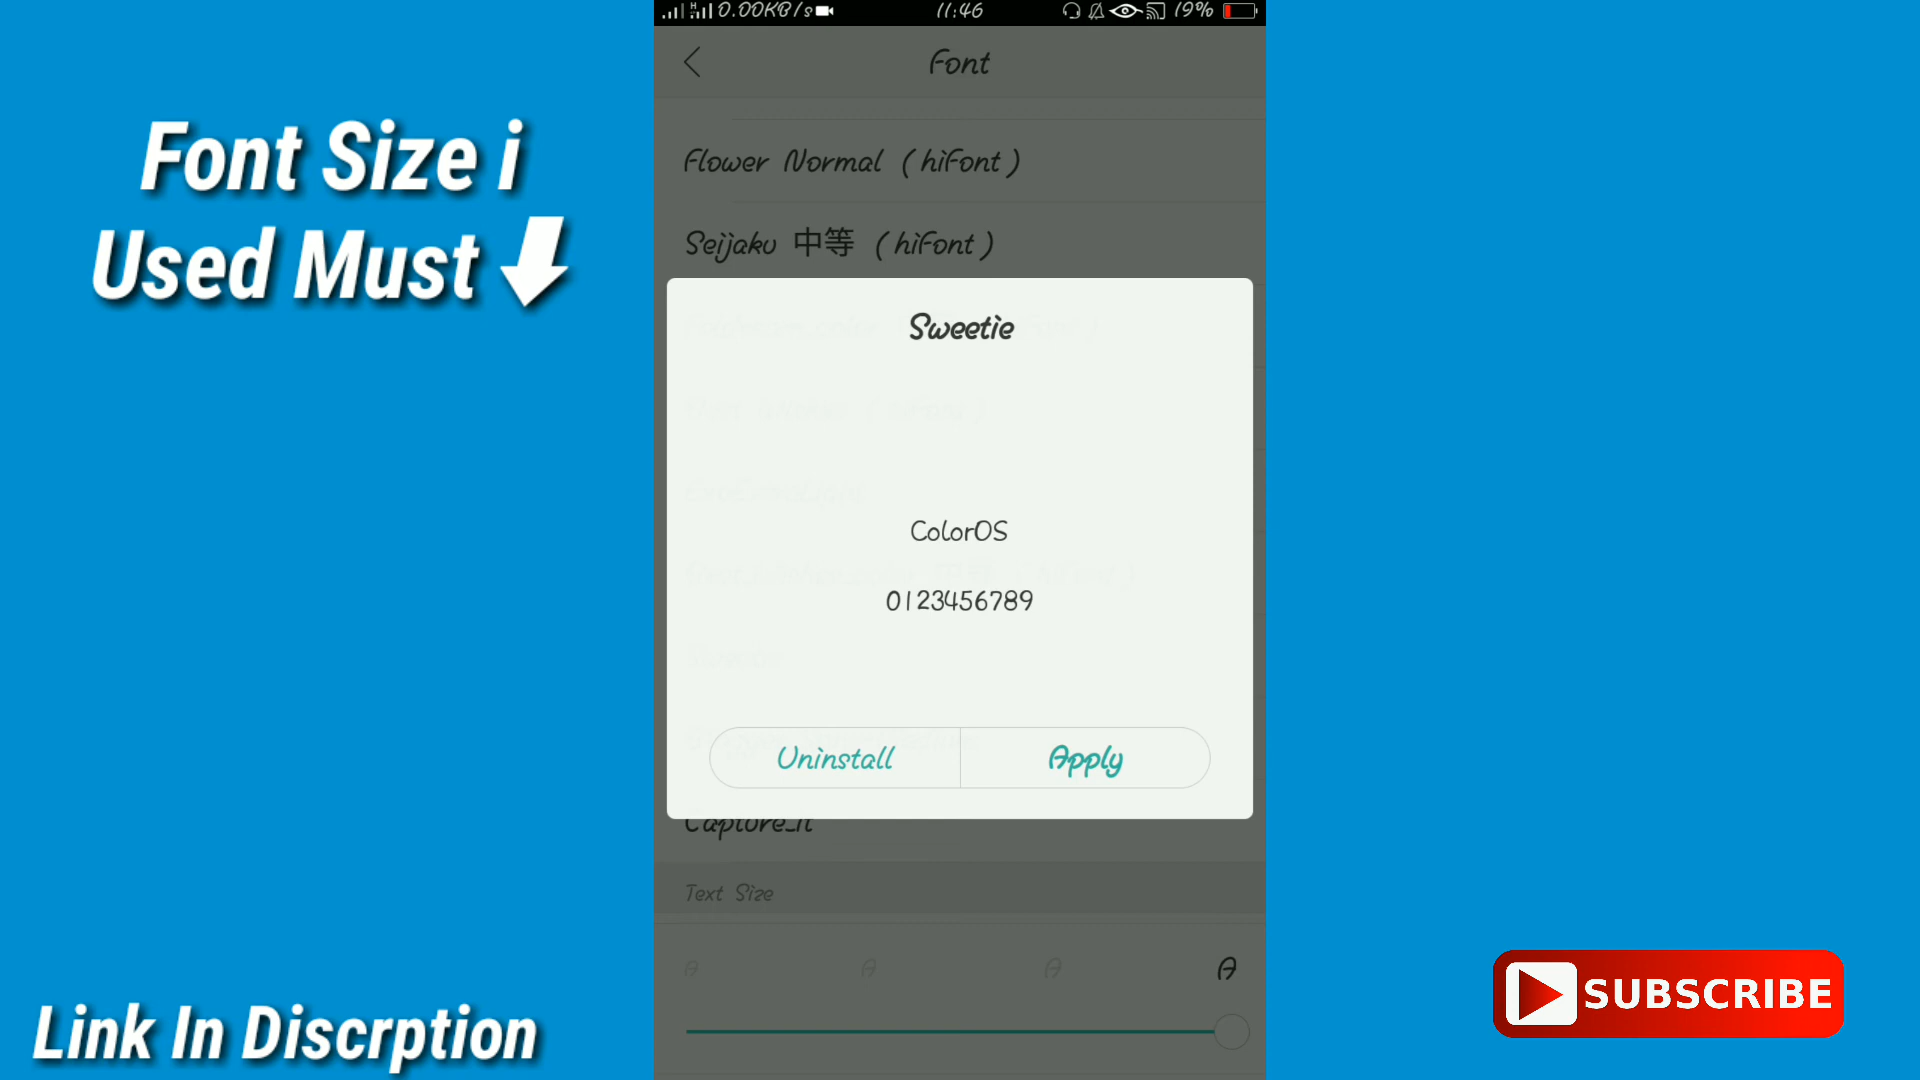 0.00KB/s 11:46 19%
Font
Font Size i
Used Must
Flower Normal (hiFont)
Seijaku 中等 (hiFont)
Sweetie
ColorOS
0123456789
Uninstall Apply
Capture_it
Text Size
A A A A
Link In Discrption
SUBSCRIBE